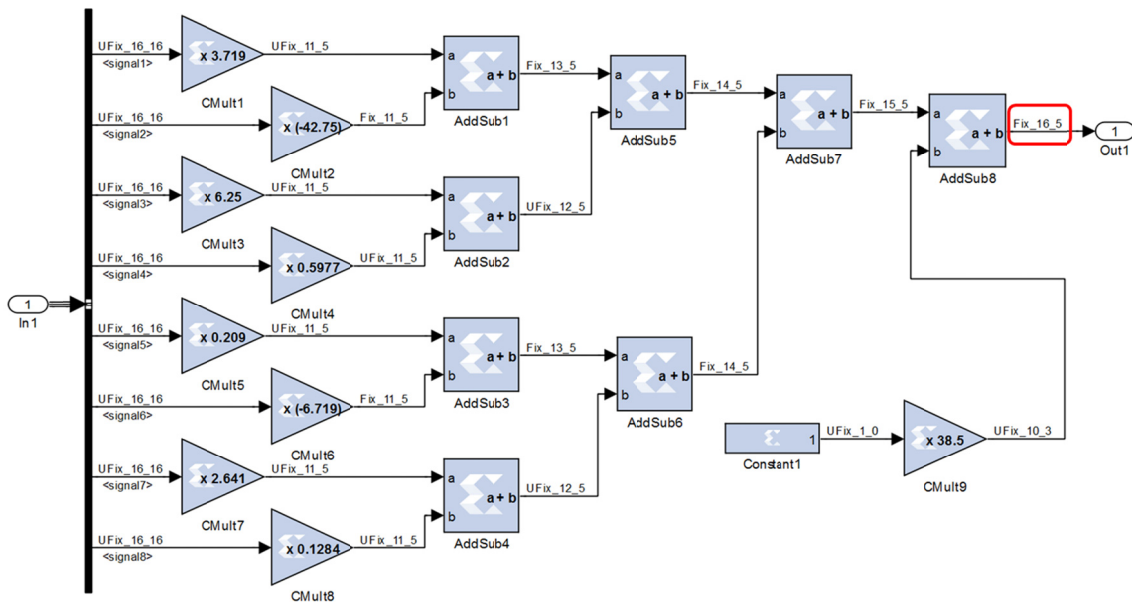 UFix_16_16
<signal1>
x 3.719
CMult1
UFix_11_5
a
b
a + b
AddSub1
Fix_13_5
a
b
a + b
AddSub5
Fix_14_5
a
b
a + b
AddSub7
Fix_15_5
a
b
a + b
AddSub8
Fix_16_5
1
Out1
UFix_16_16
<signal2>
x (-42.75)
CMult2
Fix_11_5
UFix_16_16
<signal3>
x 6.25
CMult3
UFix_11_5
a
b
a + b
AddSub2
UFix_12_5
UFix_16_16
<signal4>
x 0.5977
CMult4
UFix_11_5
1
In1
UFix_16_16
<signal5>
x 0.209
CMult5
UFix_11_5
a
b
a + b
AddSub3
Fix_13_5
a
b
a + b
AddSub6
Fix_14_5
UFix_16_16
<signal6>
x (-6.719)
CMult6
Fix_11_5
1
Constant1
UFix_1_0
x 38.5
CMult9
UFix_10_3
UFix_16_16
<signal7>
x 2.641
CMult7
UFix_11_5
a
b
a + b
AddSub4
UFix_12_5
UFix_16_16
<signal8>
x 0.1284
CMult8
UFix_11_5